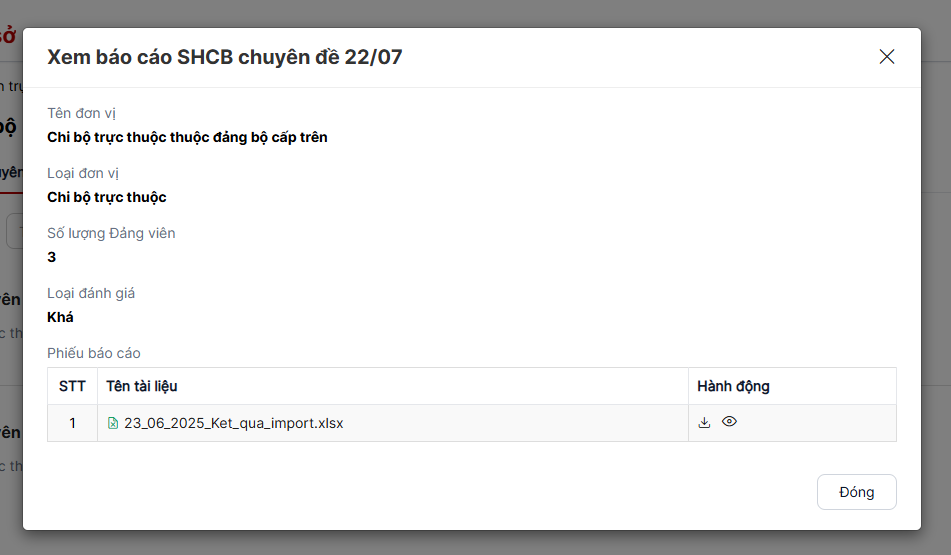 Xem báo cáo SHCB chuyên đề 22/07
Tên đơn vị
Chi bộ trực thuộc thuộc đảng bộ cấp trên
Loại đơn vị
Chi bộ trực thuộc
Số lượng Đảng viên
3
Loại đánh giá
Khá
Phiếu báo cáo
STT Tên tài liệu Hành động
1 23_06_2025_Ket_qua_import.xlsx
Đóng